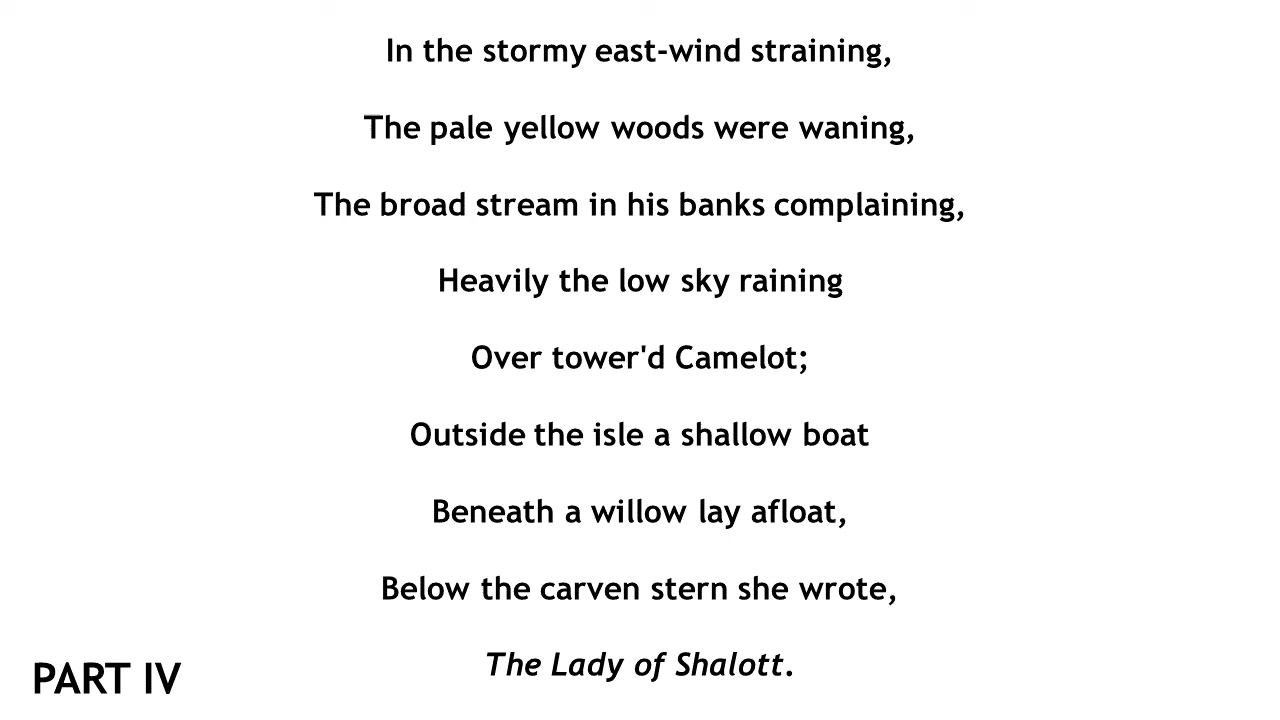 In the stormy east-wind straining,
The pale yellow woods were waning,
The broad stream in his banks complaining,
Heavily the low sky raining
Over tower'd Camelot;
Outside the isle a shallow boat
Beneath a willow lay afloat,
Below the carven stern she wrote,
The Lady of Shalott.
PART IV